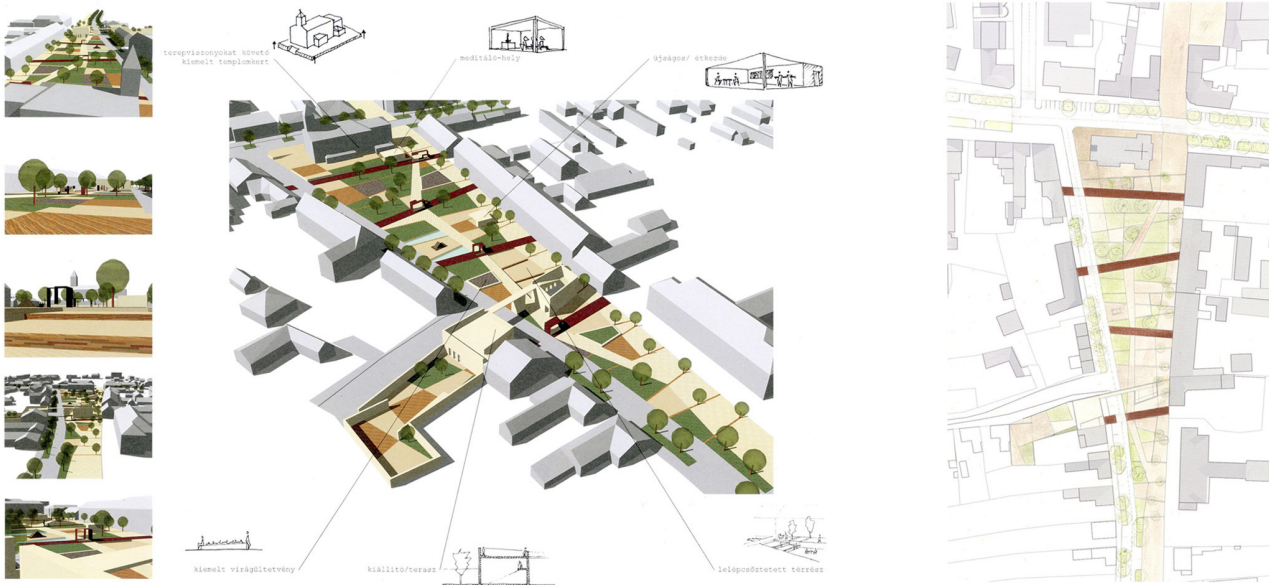 terepviszonyokat követő
kiemelt templomkert
meditáló-hely
újságos/ étkezde
kiemelt virágültetvény
kiállító/terasz
lelépcsőztetett térrész